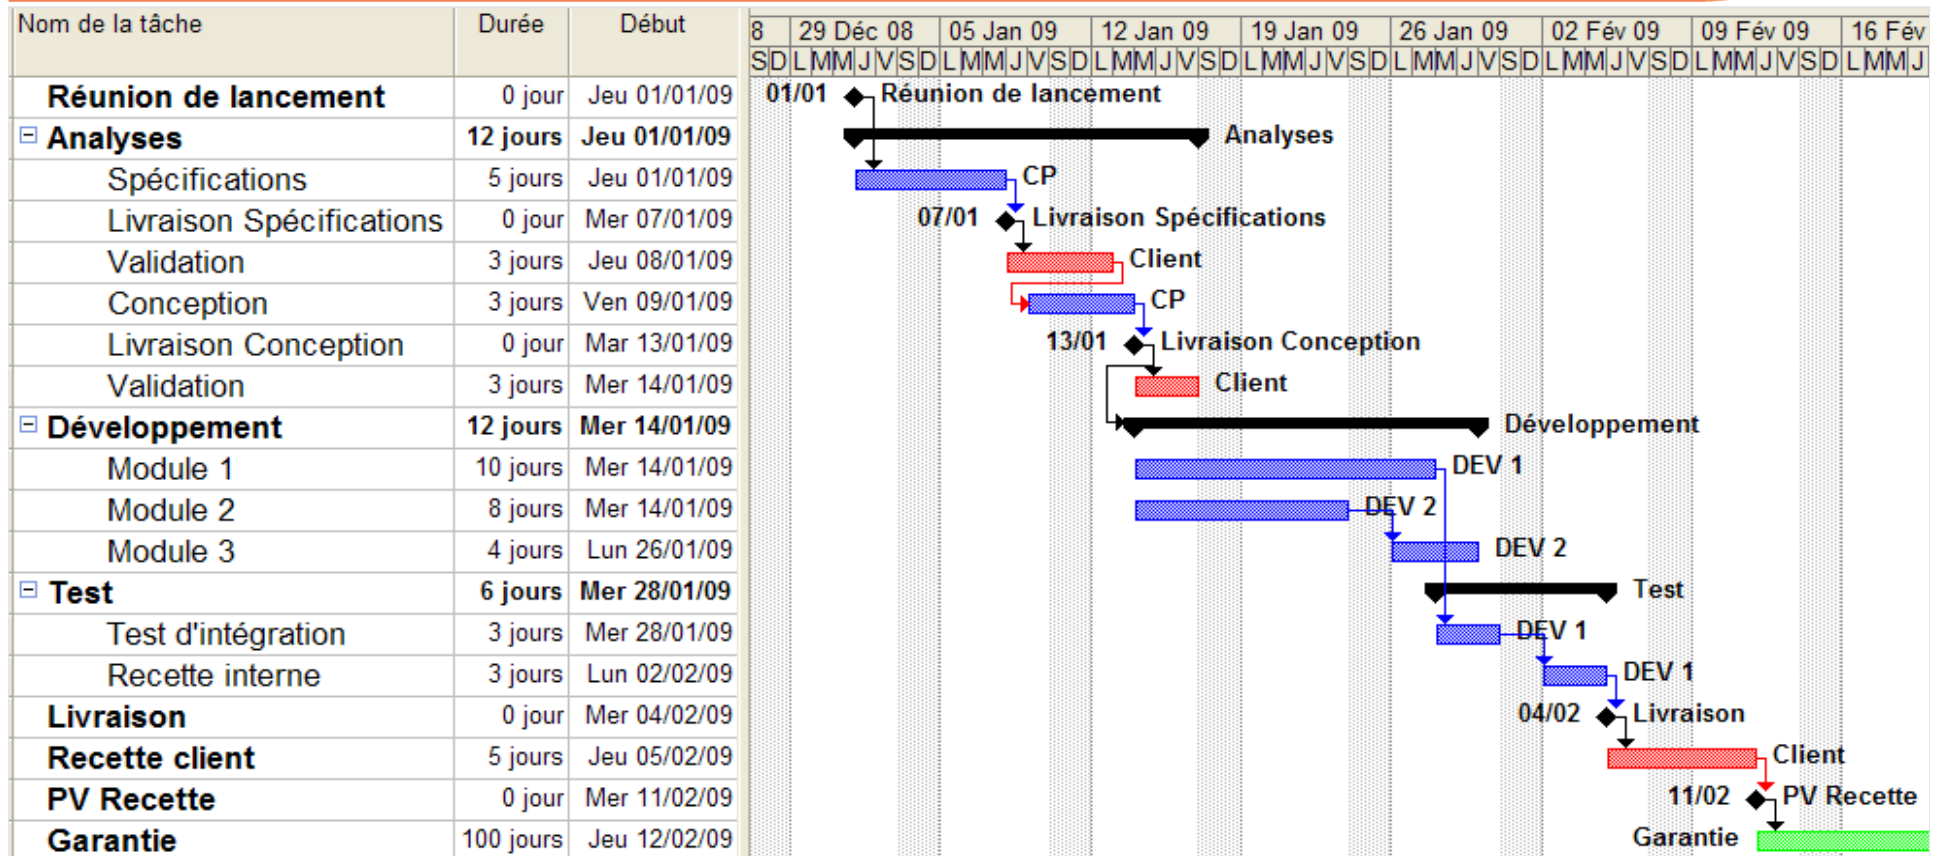 Nom de la tâche Durée Début 8 29 Déc 08 05 Jan 09 12 Jan 09 19 Jan 09 26 Jan 09 02 Fév 09 09 Fév 09 16 Fév
S D L M M J V S D L M M J V S D L M M J V S D L M M J V S D L M M J V S D L M M J V S D L M M J V S D L M M J
Réunion de lancement 0 jour Jeu 01/01/09 01/01 Réunion de lancement
Analyses 12 jours Jeu 01/01/09 Analyses
Spécifications 5 jours Jeu 01/01/09 CP
Livraison Spécifications 0 jour Mer 07/01/09 07/01 Livraison Spécifications
Validation 3 jours Jeu 08/01/09 Client
Conception 3 jours Ven 09/01/09 CP
Livraison Conception 0 jour Mar 13/01/09 13/01 Livraison Conception
Validation 3 jours Mer 14/01/09 Client
Développement 12 jours Mer 14/01/09 Développement
Module 1 10 jours Mer 14/01/09 DEV 1
Module 2 8 jours Mer 14/01/09 DEV 2
Module 3 4 jours Lun 26/01/09 DEV 2
Test 6 jours Mer 28/01/09 Test
Test d'intégration 3 jours Mer 28/01/09 DEV 1
Recette interne 3 jours Lun 02/02/09 DEV 1
Livraison 0 jour Mer 04/02/09 04/02 Livraison
Recette client 5 jours Jeu 05/02/09 Client
PV Recette 0 jour Mer 11/02/09 11/02 PV Recette
Garantie 100 jours Jeu 12/02/09 Garantie